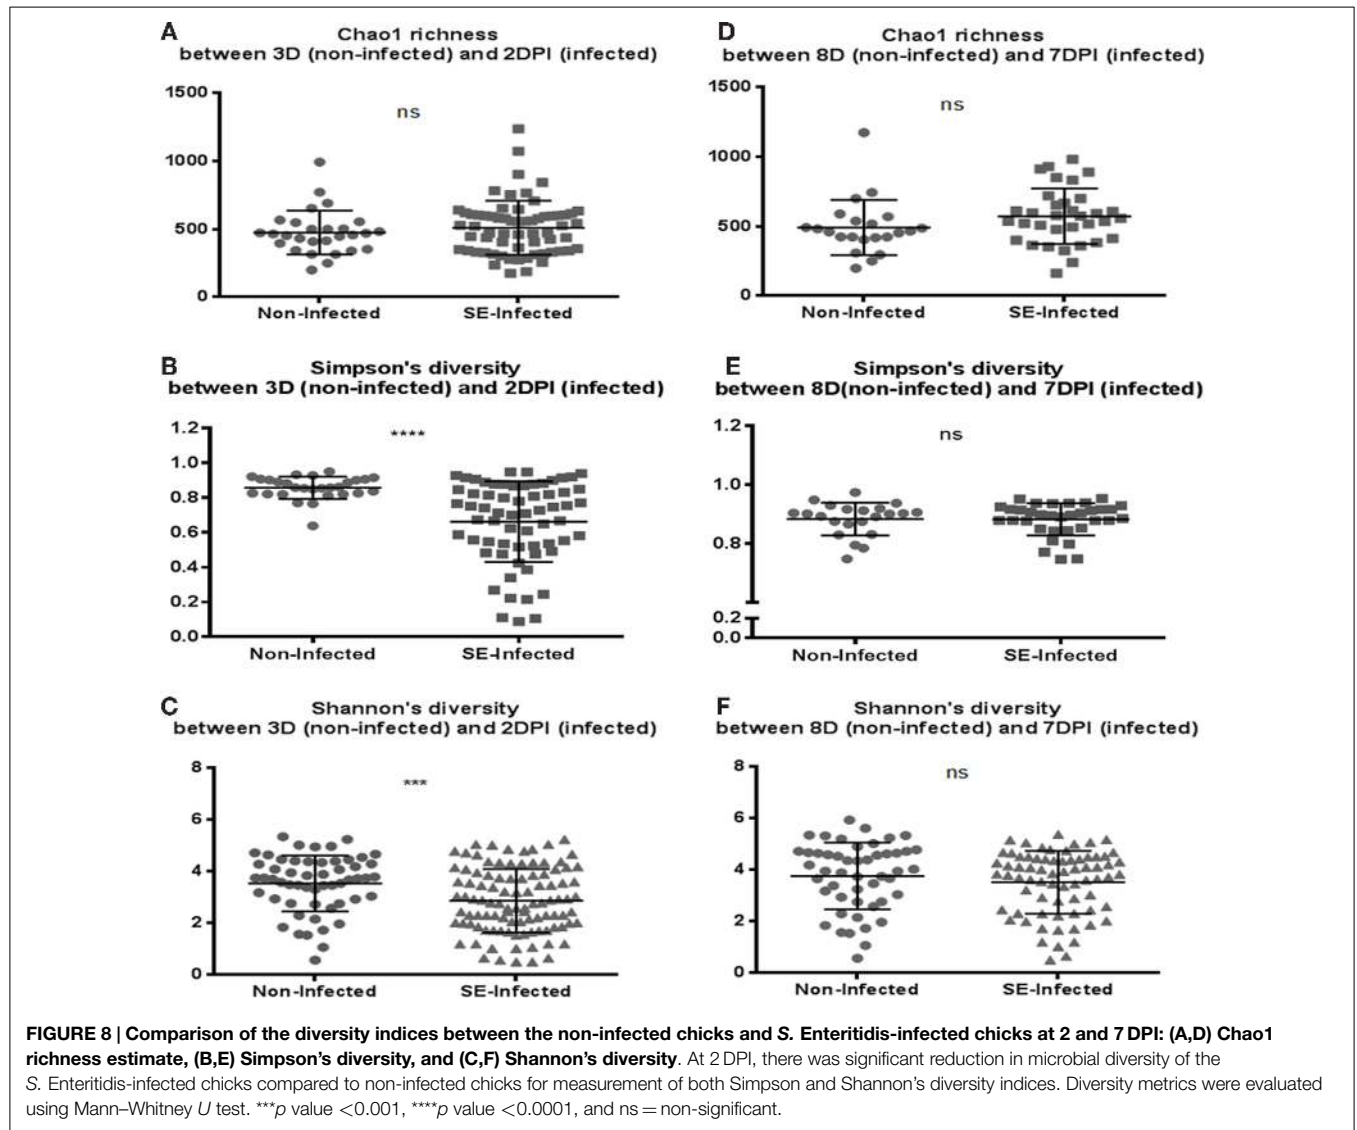 A
Chao1 richness
between 3D (non-infected) and 2DPI (infected)
1500
1000
500
0
ns
Non-Infected
SE-Infected
D
Chao1 richness
between 8D (non-infected) and 7DPI (infected)
1500
1000
500
0
ns
Non-Infected
SE-Infected
B
Simpson's diversity
between 3D (non-infected) and 2DPI (infected)
1.2
1.0
0.8
0.6
0.4
0.2
0.0
****
Non-Infected
SE-Infected
E
Simpson's diversity
between 8D(non-infected) and 7DPI (infected)
1.2
1.0
0.8
0.2
0.0
ns
Non-Infected
SE-Infected
C
Shannon's diversity
between 3D (non-infected) and 2DPI (infected)
8
6
4
2
0
***
Non-Infected
SE-Infected
F
Shannon's diversity
between 8D (non-infected) and 7DPI (infected)
8
6
4
2
0
ns
Non-Infected
SE-Infected
FIGURE 8 | Comparison of the diversity indices between the non-infected chicks and S. Enteritidis-infected chicks at 2 and 7 DPI: (A,D) Chao1
richness estimate, (B,E) Simpson's diversity, and (C,F) Shannon's diversity. At 2 DPI, there was significant reduction in microbial diversity of the
S. Enteritidis-infected chicks compared to non-infected chicks for measurement of both Simpson and Shannon's diversity indices. Diversity metrics were evaluated
using Mann–Whitney U test. ***p value <0.001, ****p value <0.0001, and ns = non-significant.